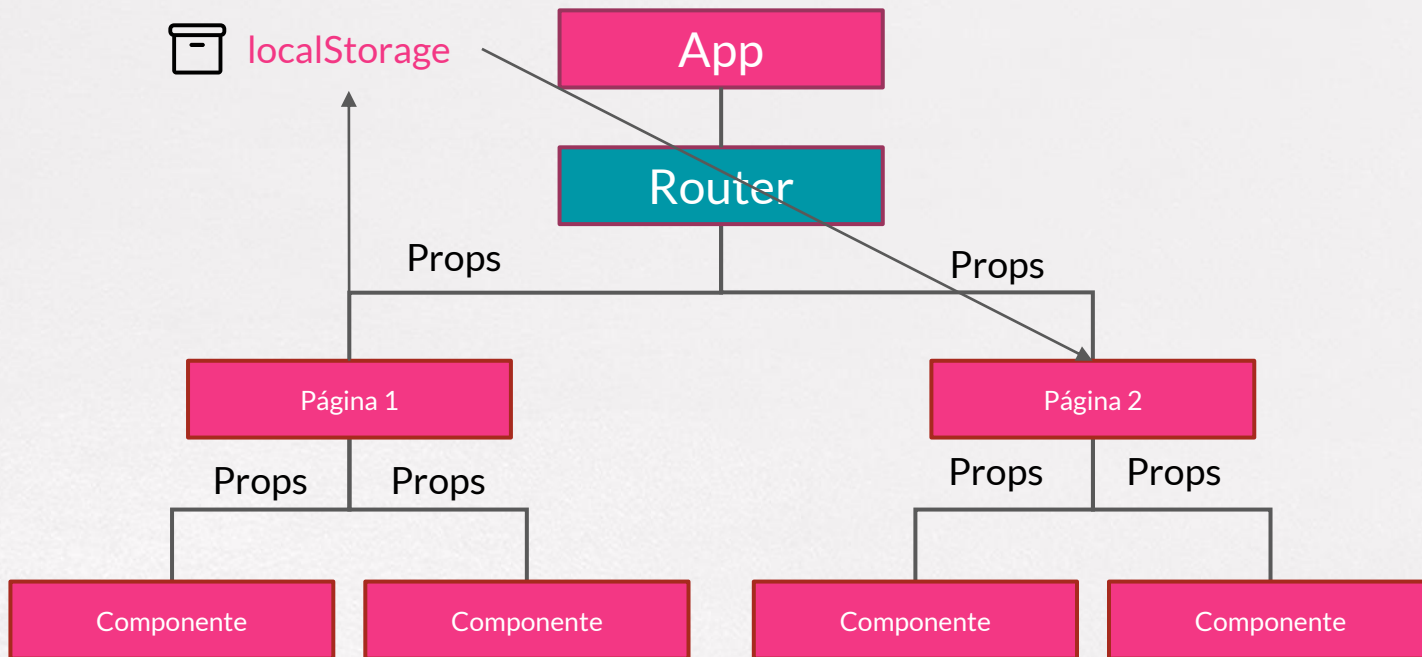 localStorage
App
Router
Props
Props
Página 1
Página 2
Props
Props
Props
Props
Componente
Componente
Componente
Componente